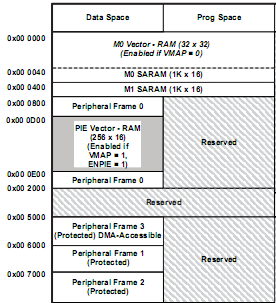 Data Space Prog Space
0x00 0000
M0 Vector - RAM (32 x 32)
(Enabled if VMAP = 0)
0x00 0040
M0 SARAM (1K x 16)
0x00 0400
M1 SARAM (1K x 16)
0x00 0800
Peripheral Frame 0
0x00 0D00
PIE Vector - RAM
(256 x 16)
(Enabled if
VMAP = 1,
ENPIE = 1)
Reserved
0x00 0E00
Peripheral Frame 0
0x00 2000
Reserved
0x00 5000
Peripheral Frame 3
(Protected) DMA-Accessible
0x00 6000
Peripheral Frame 1
(Protected)
Reserved
0x00 7000
Peripheral Frame 2
(Protected)